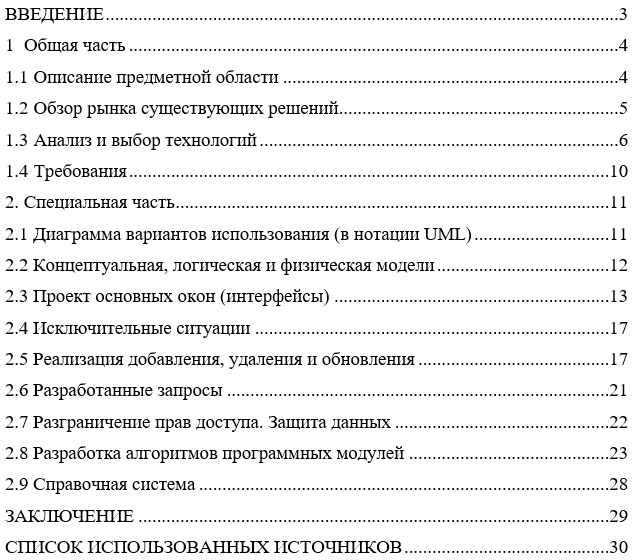 ВВЕДЕНИЕ....................................................................................................3
1  Общая часть..............................................................................................4
1.1 Описание предметной области..............................................................4
1.2 Обзор рынка существующих решений..................................................5
1.3 Анализ и выбор технологий...................................................................6
1.4 Требования.............................................................................................10
2. Специальная часть...................................................................................11
2.1 Диаграмма вариантов использования (в нотации UML).....................11
2.2 Концептуальная, логическая и физическая модели............................12
2.3 Проект основных окон (интерфейсы)..................................................13
2.4 Исключительные ситуации...................................................................17
2.5 Реализация добавления, удаления и обновления................................17
2.6 Разработанные запросы........................................................................21
2.7 Разграничение прав доступа. Защита данных.....................................22
2.8 Разработка алгоритмов программных модулей...................................23
2.9 Справочная система..............................................................................28
ЗАКЛЮЧЕНИЕ............................................................................................29
СПИСОК ИСПОЛЬЗОВАННЫХ ИСТОЧНИКОВ.....................................30